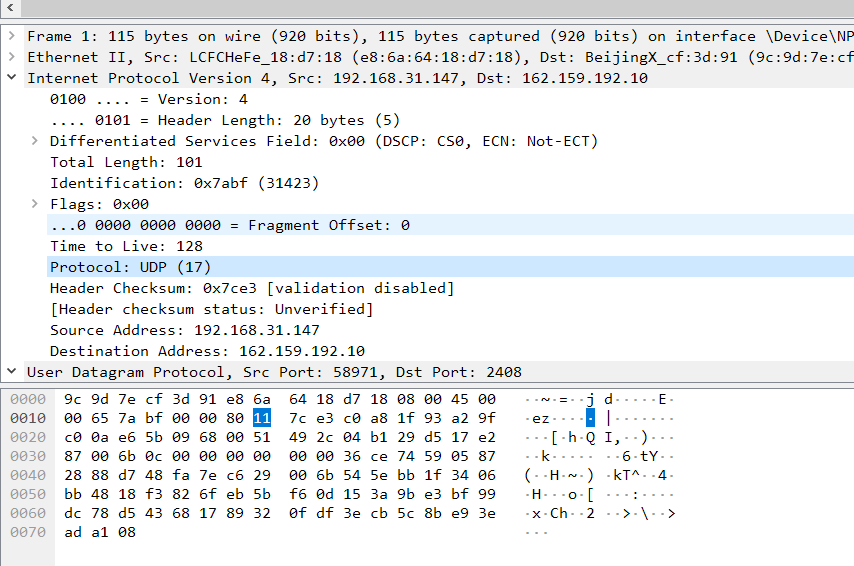 Frame 1: 115 bytes on wire (920 bits), 115 bytes captured (920 bits) on interface \Device\NP
Ethernet II, Src: LCFCHeFe_18:d7:18 (e8:6a:64:18:d7:18), Dst: BeijingX_cf:3d:91 (9c:9d:7e:cf
Internet Protocol Version 4, Src: 192.168.31.147, Dst: 162.159.192.10
0100 .... = Version: 4
.... 0101 = Header Length: 20 bytes (5)
Differentiated Services Field: 0x00 (DSCP: CS0, ECN: Not-ECT)
Total Length: 101
Identification: 0x7abf (31423)
Flags: 0x00
...0 0000 0000 0000 = Fragment Offset: 0
Time to Live: 128
Protocol: UDP (17)
Header Checksum: 0x7ce3 [validation disabled]
[Header checksum status: Unverified]
Source Address: 192.168.31.147
Destination Address: 162.159.192.10
User Datagram Protocol, Src Port: 58971, Dst Port: 2408
0000 9c 9d 7e cf 3d 91 e8 6a 64 18 d7 18 08 00 45 00 ··~·=··j d·····E·
0010 00 65 7a bf 00 00 80 11 7c e3 c0 a8 1f 93 a2 9f ·ez····· |·······
0020 c0 0a e6 5b 09 68 00 51 49 2c 04 b1 29 d5 17 e2 ···[·h·Q I,··)···
0030 87 00 6b 0c 00 00 00 00 00 00 36 ce 74 59 05 87 ··k····· ··6·tY··
0040 28 88 d7 48 fa 7e c6 29 00 6b 54 5e bb 1f 34 06 (··H·~·) ·kT^··4·
0050 bb 48 18 f3 82 6f eb 5b f6 0d 15 3a 9b e3 bf 99 ·H···o·[ ···:····
0060 dc 78 d5 43 68 17 89 32 0f df 3e cb 5c 8b e9 3e ·x·Ch··2 ··>·\··>
0070 ad a1 08 ···